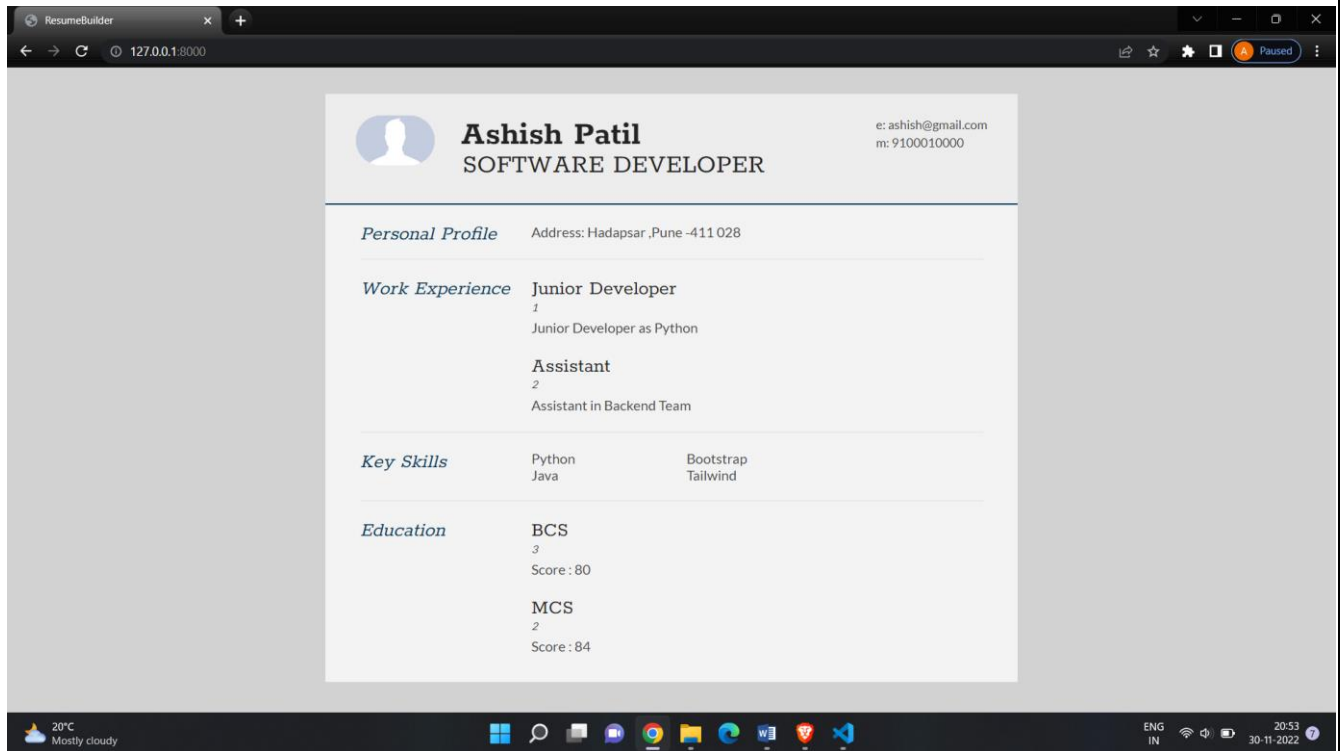 ResumeBuilder
127.0.0.1:8000
A Paused
Ashish Patil
SOFTWARE DEVELOPER
e: ashish@gmail.com
m: 9100010000
Personal Profile
Address: Hadapsar ,Pune -411 028
Work Experience
Junior Developer
1
Junior Developer as Python
Assistant
2
Assistant in Backend Team
Key Skills
Python Bootstrap
Java Tailwind
Education
BCS
3
Score : 80
MCS
2
Score : 84
20°C
Mostly cloudy
ENG
IN
20:53
30-11-2022
7